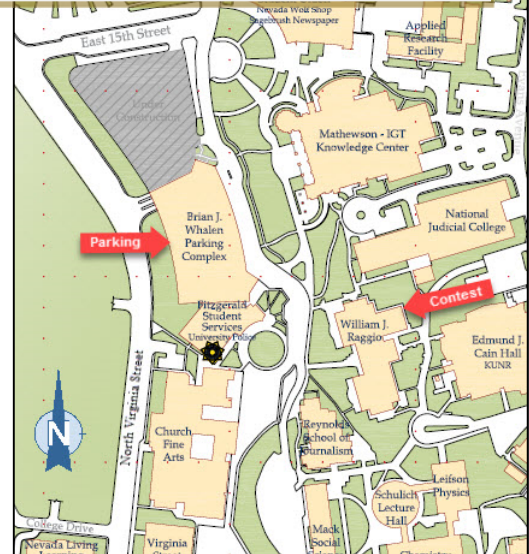 Nevada Wolf Shop
Sagebrush Newspaper
East 15th Street
Applied
Research
Facility
Under
Construction
Mathewson - IGT
Knowledge Center
Brian J.
Whalen
Parking
Complex
National
Judicial College
Parking
Contest
Fitzgerald
Student
Services
University Police
William J.
Raggio
Edmund J.
Cain Hall
KUNR
North Virginia Street
N
Church
Fine
Arts
Reynolds
School of
Journalism
Leifson
Physics
Schulich
Lecture
Hall
College Drive
Nevada Living
Virginia
Mack
Social